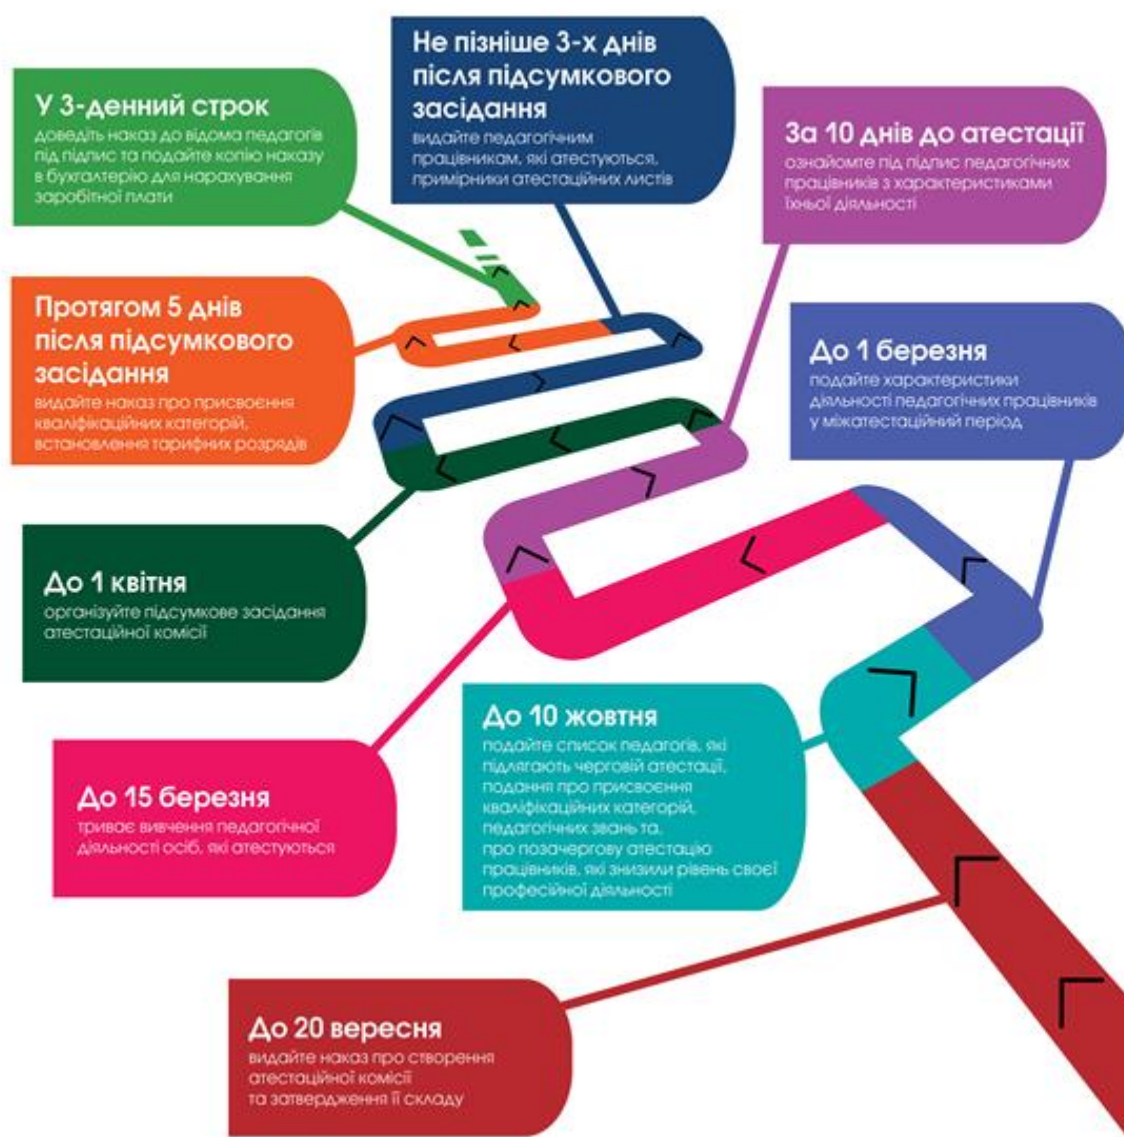 Не пізніше 3-х днів
після підсумкового
засідання
видайте педагогічним
працівникам, які атестуються,
примірники атестаційних листів
У 3-денний строк
доведіть наказ до відома педагогів
під підпис та подайте копію наказу
в бухгалтерію для нарахування
заробітної плати
За 10 днів до атестації
ознайомте під підпис педагогічних
працівників з характеристиками
їхньої діяльності
Протягом 5 днів
після підсумкового
засідання
видайте наказ про присвоєння
кваліфікаційних категорій,
встановлення тарифних розрядів
До 1 березня
подайте характеристики
діяльності педагогічних працівників
у міжатестаційний період
До 1 квітня
організуйте підсумкове засідання
атестаційної комісії
До 10 жовтня
подайте список педагогів, які
підлягають черговій атестації,
подання про присвоєння
кваліфікаційних категорій,
педагогічних звань та,
про позачергову атестацію
працівників, які знизили рівень своєї
професійної діяльності
До 15 березня
триває вивчення педагогічної
діяльності осіб, які атестуються
До 20 вересня
видайте наказ про створення
атестаційної комісії
та затвердження її складу